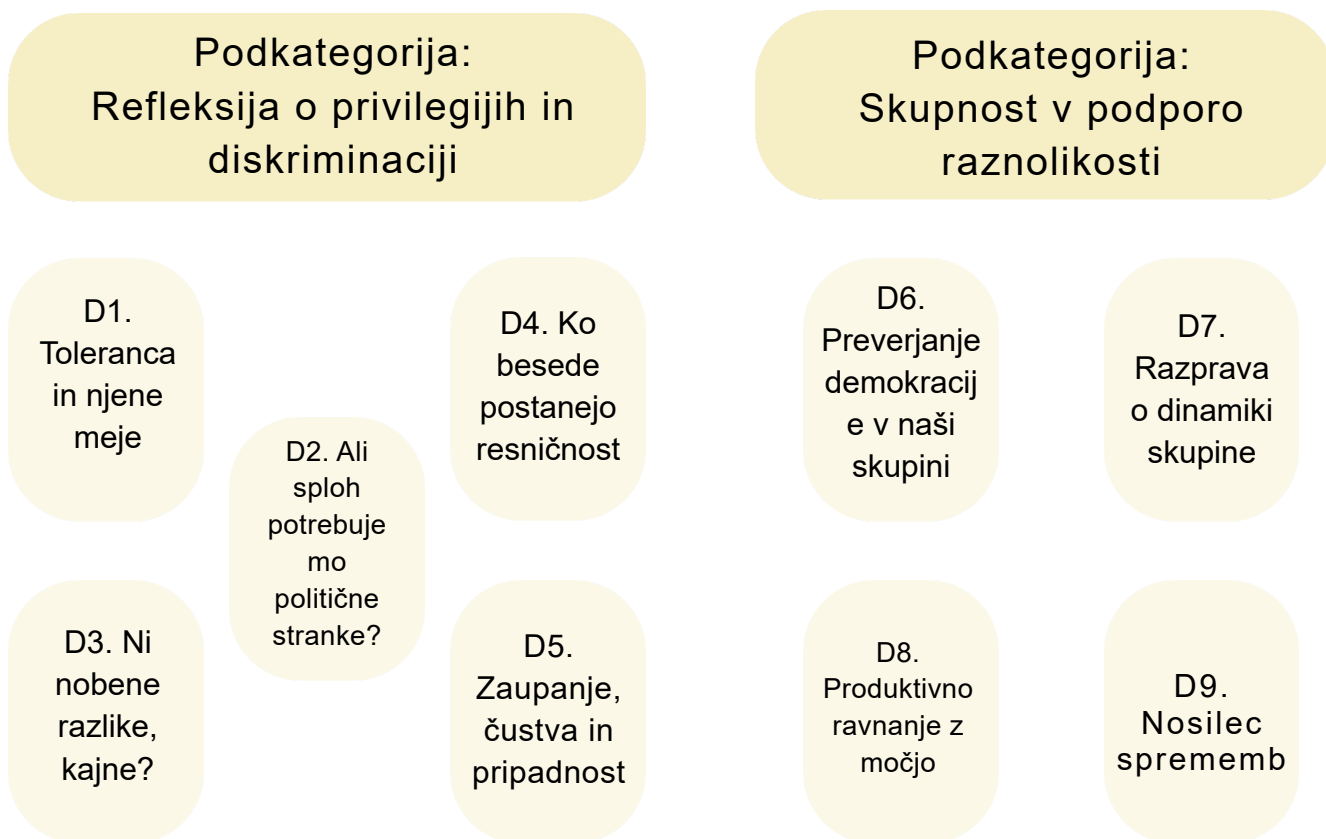 Podkategorija:
Refleksija o privilegijih in
diskriminaciji
Podkategorija:
Skupnost v podporo
raznolikosti
D1.
Toleranca
in njene
meje
D2. Ali
sploh
potrebuje
mo
politične
stranke?
D3. Ni
nobene
razlike,
kajne?
D4. Ko
besede
postanejo
resničnost
D5.
Zaupanje,
čustva in
pripadnost
D6.
Preverjanje
demokracij
e v naši
skupini
D7.
Razprava
o dinamiki
skupine
D8.
Produktivno
ravnanje z
močjo
D9.
Nosilec
sprememb